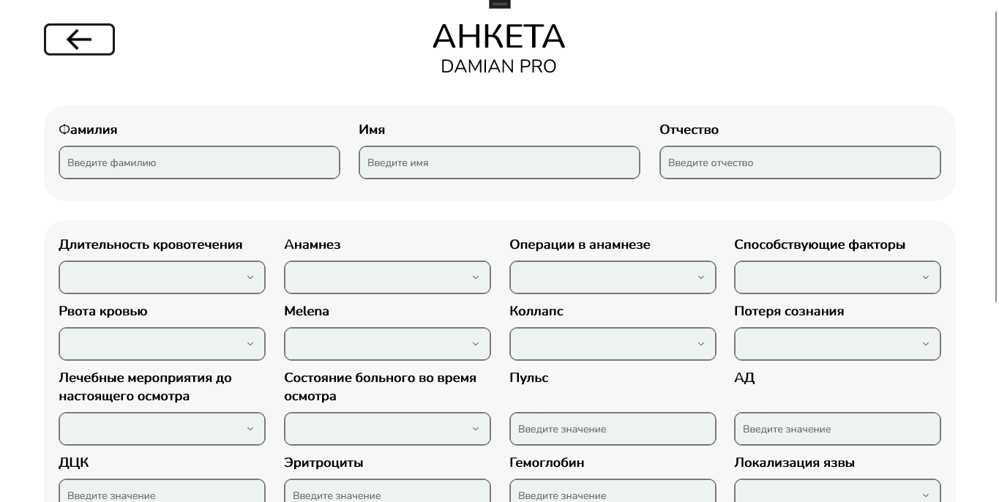 АНКЕТА
DAMIAN PRO
Фамилия
Имя
Отчество
Введите фамилию
Введите имя
Введите отчество
Длительность кровотечения
Анамнез
Операции в анамнезе
Способствующие факторы
Рвота кровью
Melena
Коллапс
Потеря сознания
Лечебные мероприятия до
настоящего осмотра
Состояние больного во время
осмотра
Пульс
АД
Введите значение
Введите значение
ДЦК
Эритроциты
Гемоглобин
Локализация язвы
Введите значение
Введите значение
Введите значение